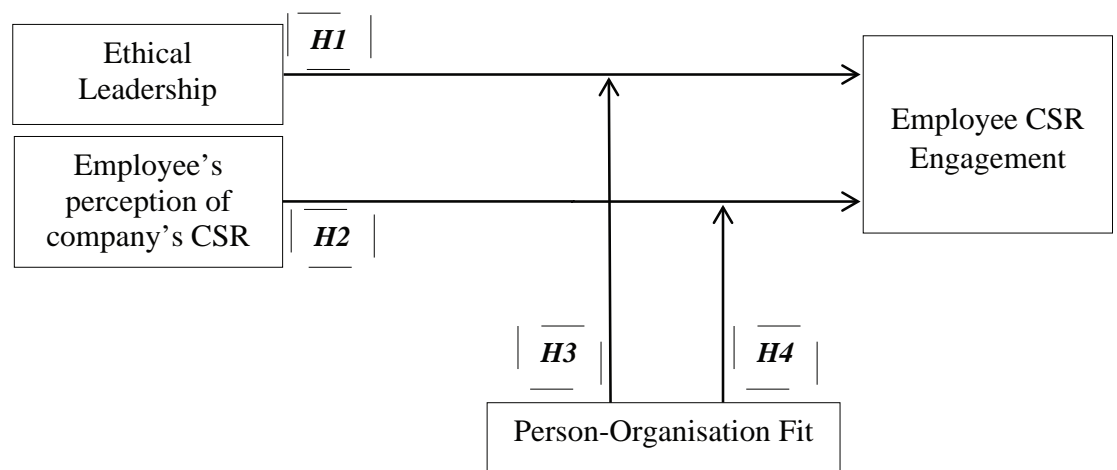 H1
Ethical
Leadership
Employee CSR
Engagement
Employee’s
perception of
company’s CSR
H2
H3
H4
Person-Organisation Fit